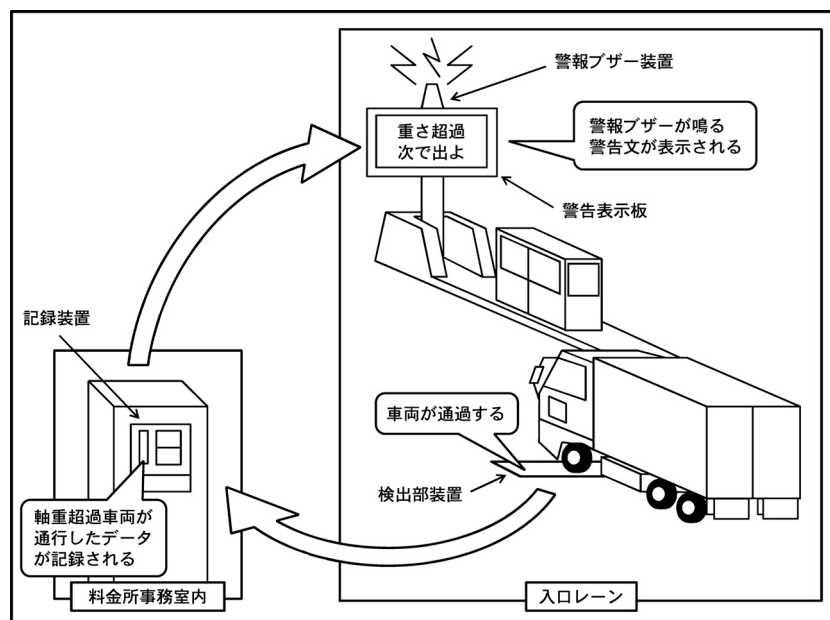 警報ブザー装置
重さ超過
次で出よ
警報ブザーが鳴る
警告文が表示される
警告表示板
記録装置
車両が通過する
検出部装置
軸重超過車両が
通行したデータ
が記録される
料金所事務室内
入口レーン